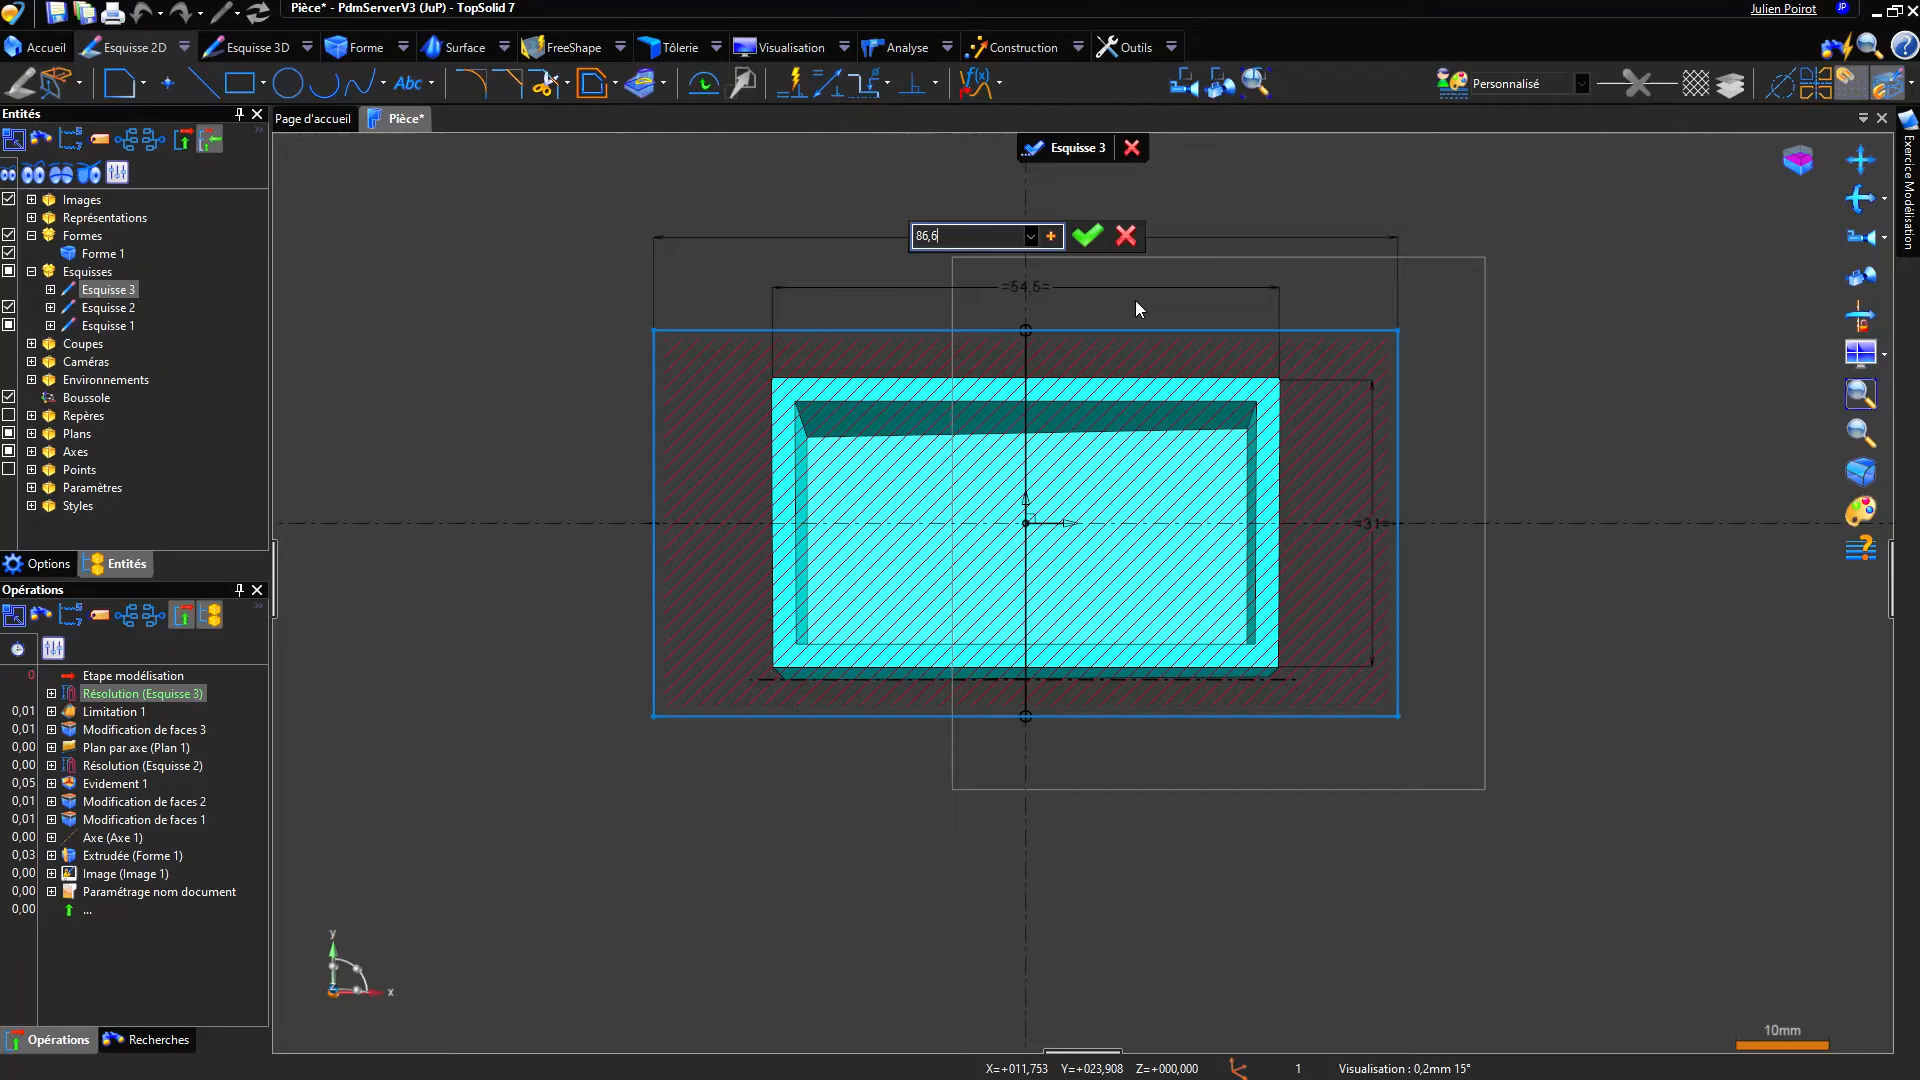 Pièce* - PdmServerV3 (JuP) - TopSolid 7
Julien Poirot
JP
Accueil
Esquisse 2D
Esquisse 3D
Forme
Surface
FreeShape
Tôlerie
Visualisation
Analyse
Construction
Outils
Abc
f(x)
Personnalisé
Entités
Page d'accueil
Pièce*
Esquisse 3
Exercice Modélisation
Images
Représentations
Formes
Forme 1
Esquisses
Esquisse 3
Esquisse 2
Esquisse 1
Coupes
Caméras
Environnements
Boussole
Repères
Plans
Axes
Points
Paramètres
Styles
86,6
=54,5=
=31=
Options
Entités
Opérations
0 Etape modélisation
Résolution (Esquisse 3)
0,01 Limitation 1
0,01 Modification de faces 3
0,00 Plan par axe (Plan 1)
0,00 Résolution (Esquisse 2)
0,05 Evidement 1
0,01 Modification de faces 2
0,01 Modification de faces 1
0,00 Axe (Axe 1)
0,03 Extrudée (Forme 1)
0,00 Image (Image 1)
0,00 Paramétrage nom document
0,00 ...
y
z
x
10mm
Opérations
Recherches
X=+011,753 Y=+023,908 Z=+000,000
1
Visualisation : 0,2mm 15°